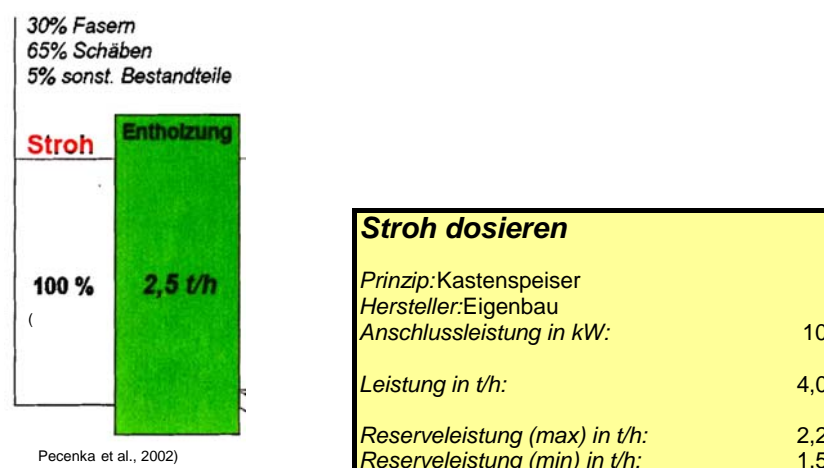 30% Fasern
65% Schäben
5% sonst. Bestandteile
Stroh
Entholzung
100 %
2,5 t/h
(
Pecenka et al., 2002)
Stroh dosieren
Prinzip:Kastenspeiser
Hersteller:Eigenbau
Anschlussleistung in kW: 10
Leistung in t/h: 4,0
Reserveleistung (max) in t/h: 2,2
Reserveleistung (min) in t/h: 1,5